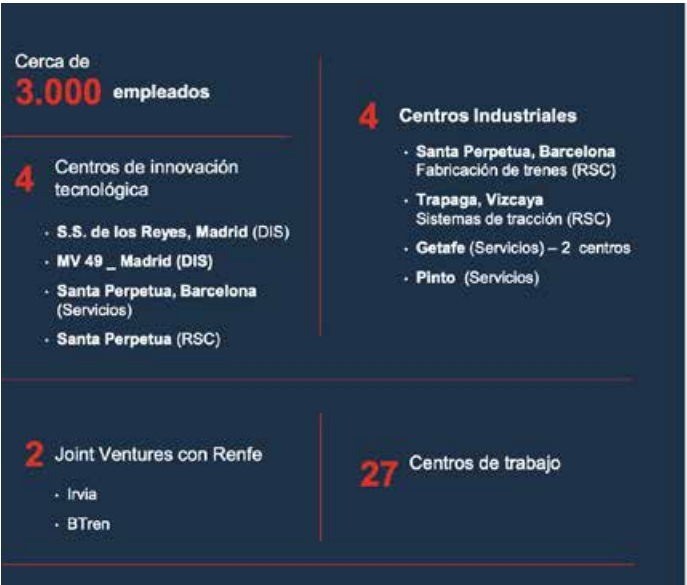 Cerca de
3.000 empleados
4 Centros de innovación
tecnológica
· S.S. de los Reyes, Madrid (DIS)
· MV 49 _ Madrid (DIS)
· Santa Perpetua, Barcelona
(Servicios)
· Santa Perpetua (RSC)
4 Centros Industriales
· Santa Perpetua, Barcelona
Fabricación de trenes (RSC)
· Trapaga, Vizcaya
Sistemas de tracción (RSC)
· Getafe (Servicios) – 2 centros
· Pinto (Servicios)
2 Joint Ventures con Renfe
· Irvia
· BTren
27 Centros de trabajo